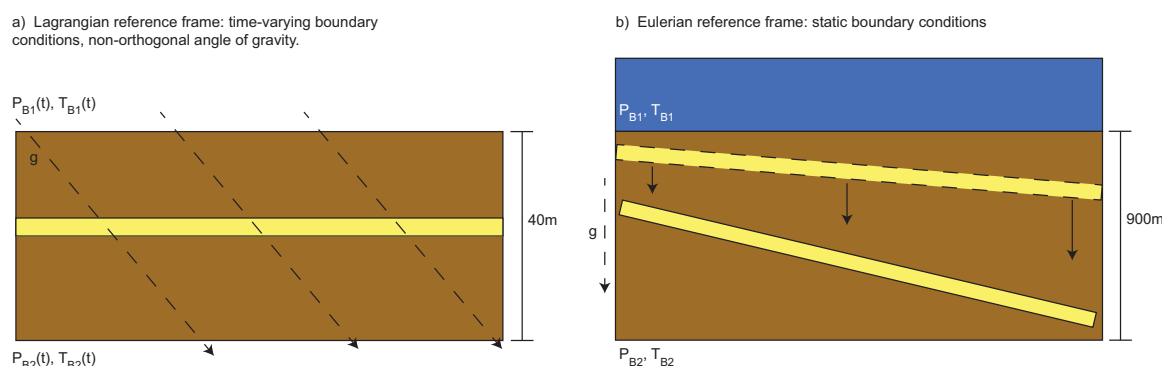 a) Lagrangian reference frame: time-varying boundary
conditions, non-orthogonal angle of gravity.
P_B1(t), T_B1(t)
g
40m
P_B2(t), T_B2(t)
b) Eulerian reference frame: static boundary conditions
P_B1, T_B1
g
900m
P_B2, T_B2